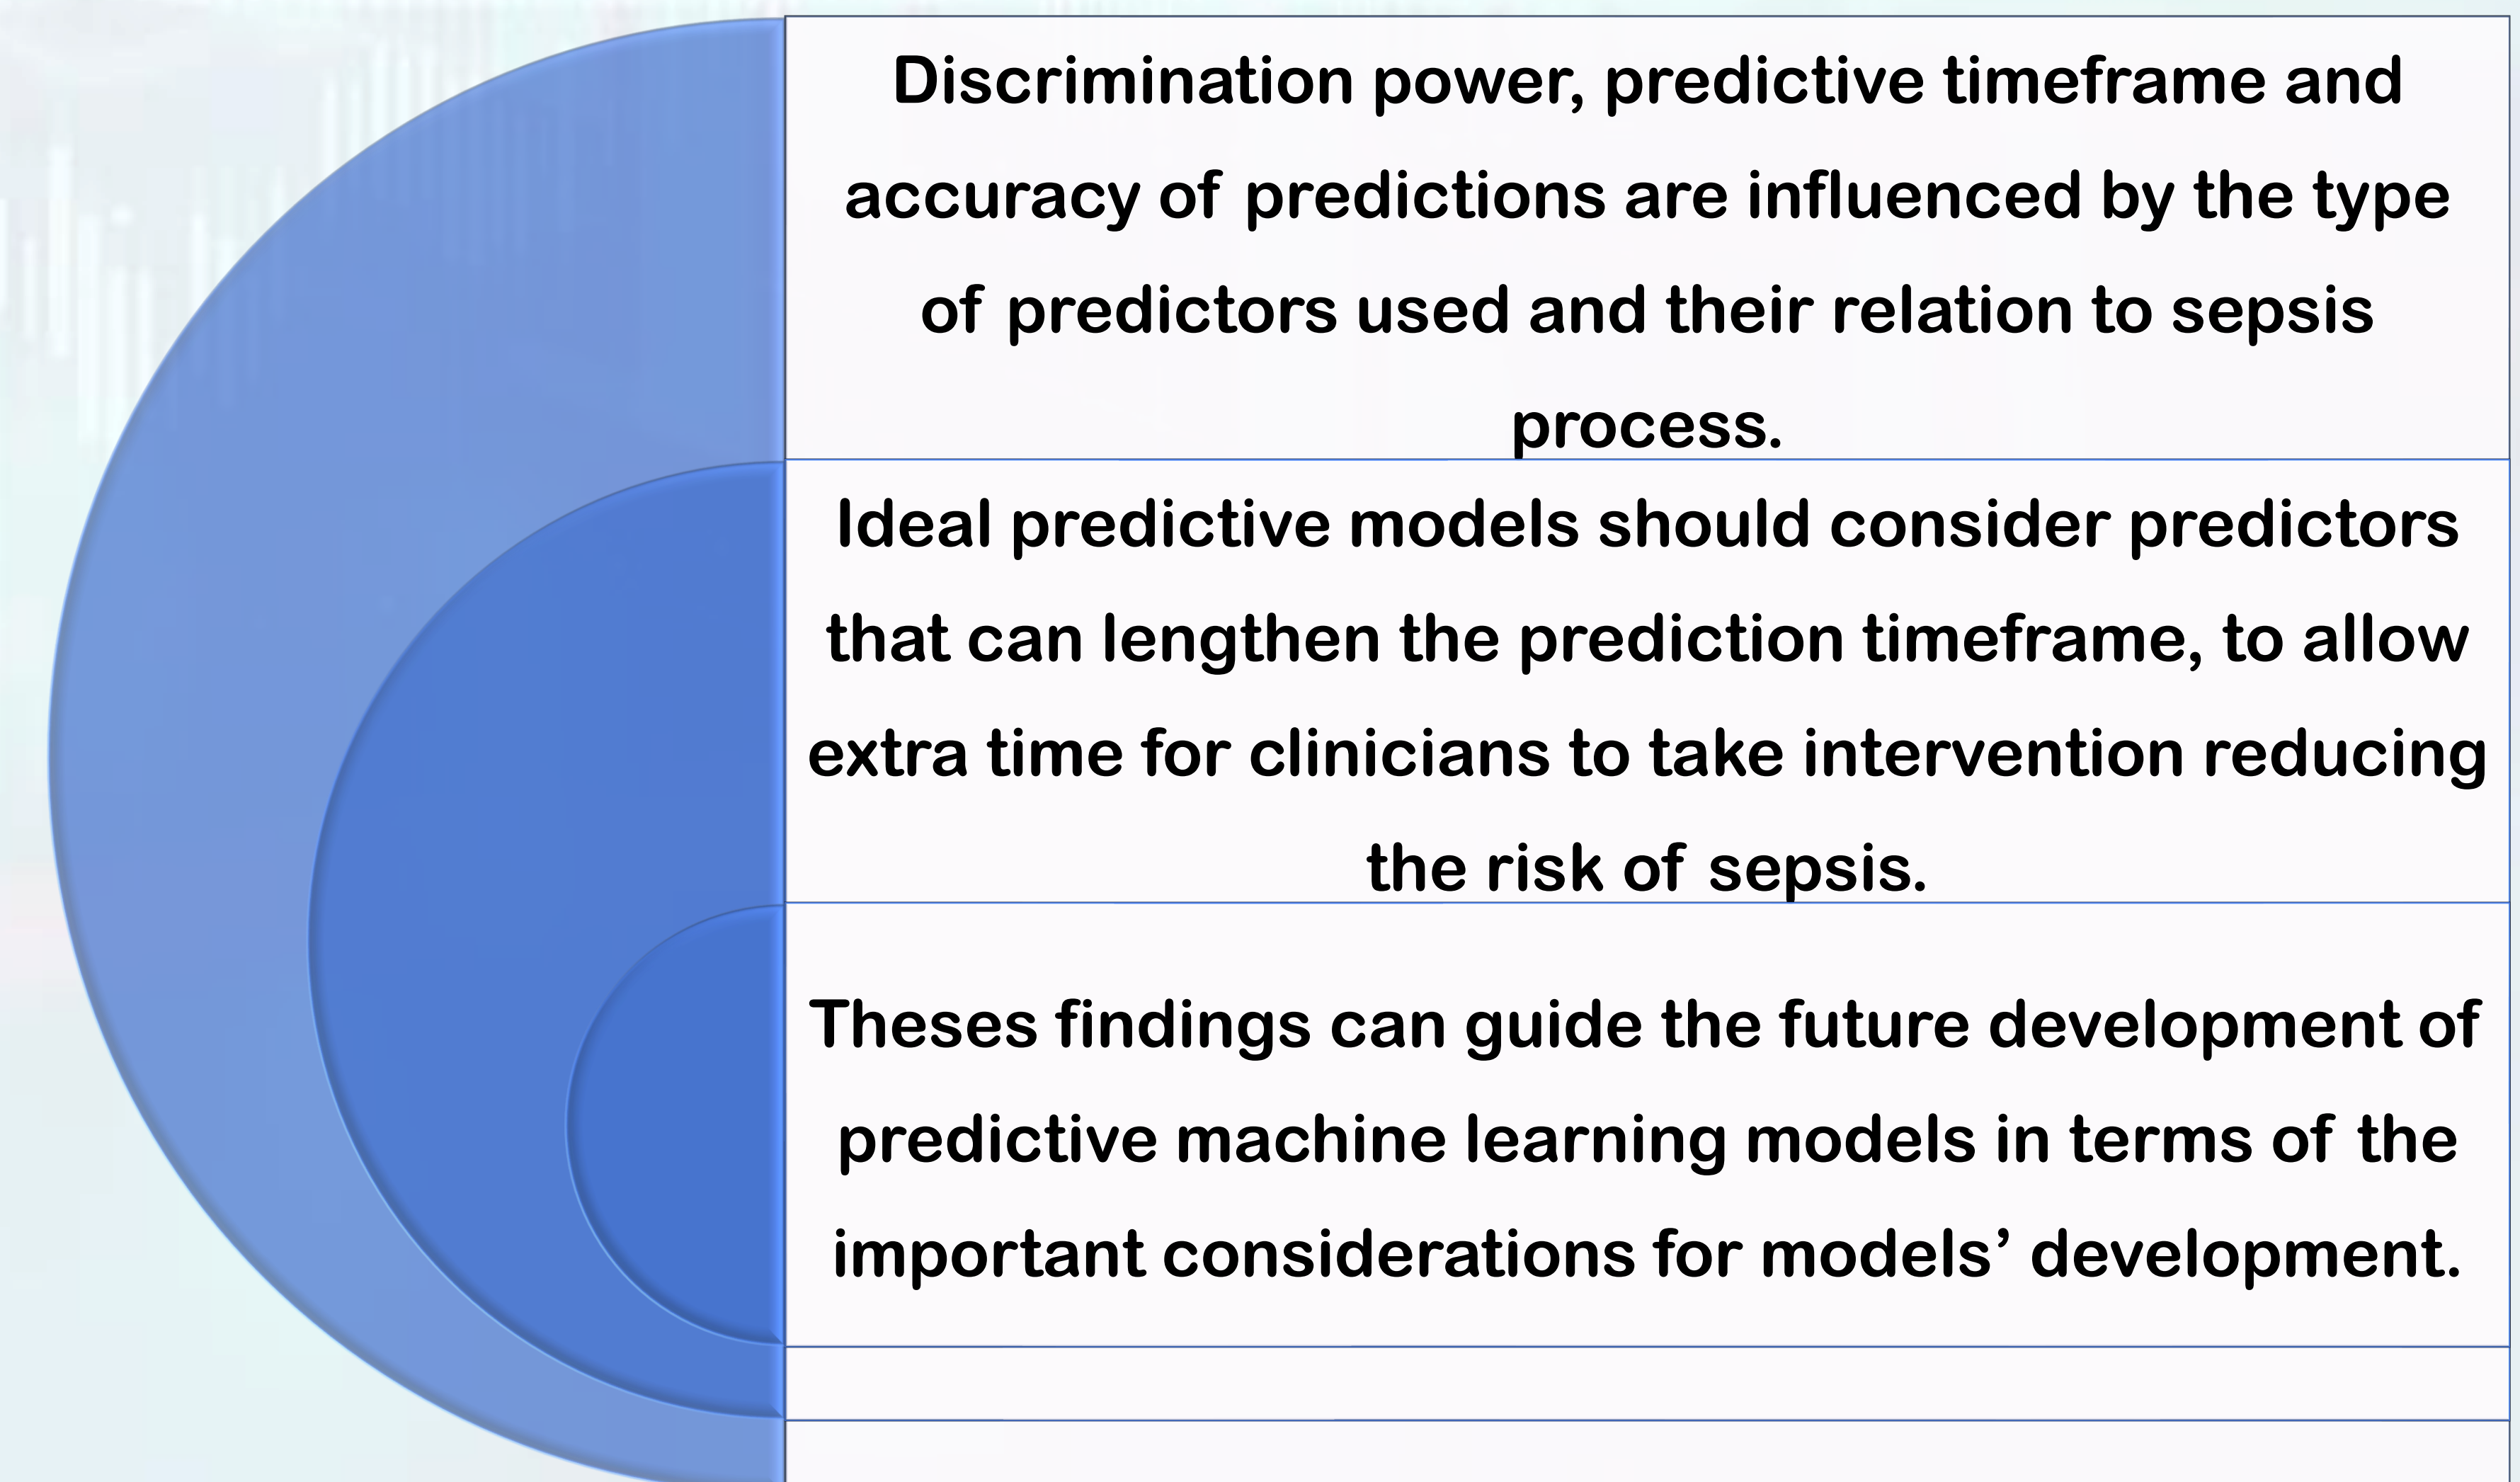 Discrimination power, predictive timeframe and
accuracy of predictions are influenced by the type
of predictors used and their relation to sepsis
process.
Ideal predictive models should consider predictors
that can lengthen the prediction timeframe, to allow
extra time for clinicians to take intervention reducing
the risk of sepsis.
Theses findings can guide the future development of
predictive machine learning models in terms of the
important considerations for models’ development.